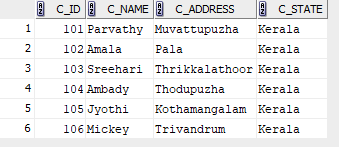 C_ID C_NAME C_ADDRESS C_STATE
1 101 Parvathy Muvattupuzha Kerala
2 102 Amala Pala Kerala
3 103 Sreehari Thrikkalathoor Kerala
4 104 Ambady Thodupuzha Kerala
5 105 Jyothi Kothamangalam Kerala
6 106 Mickey Trivandrum Kerala